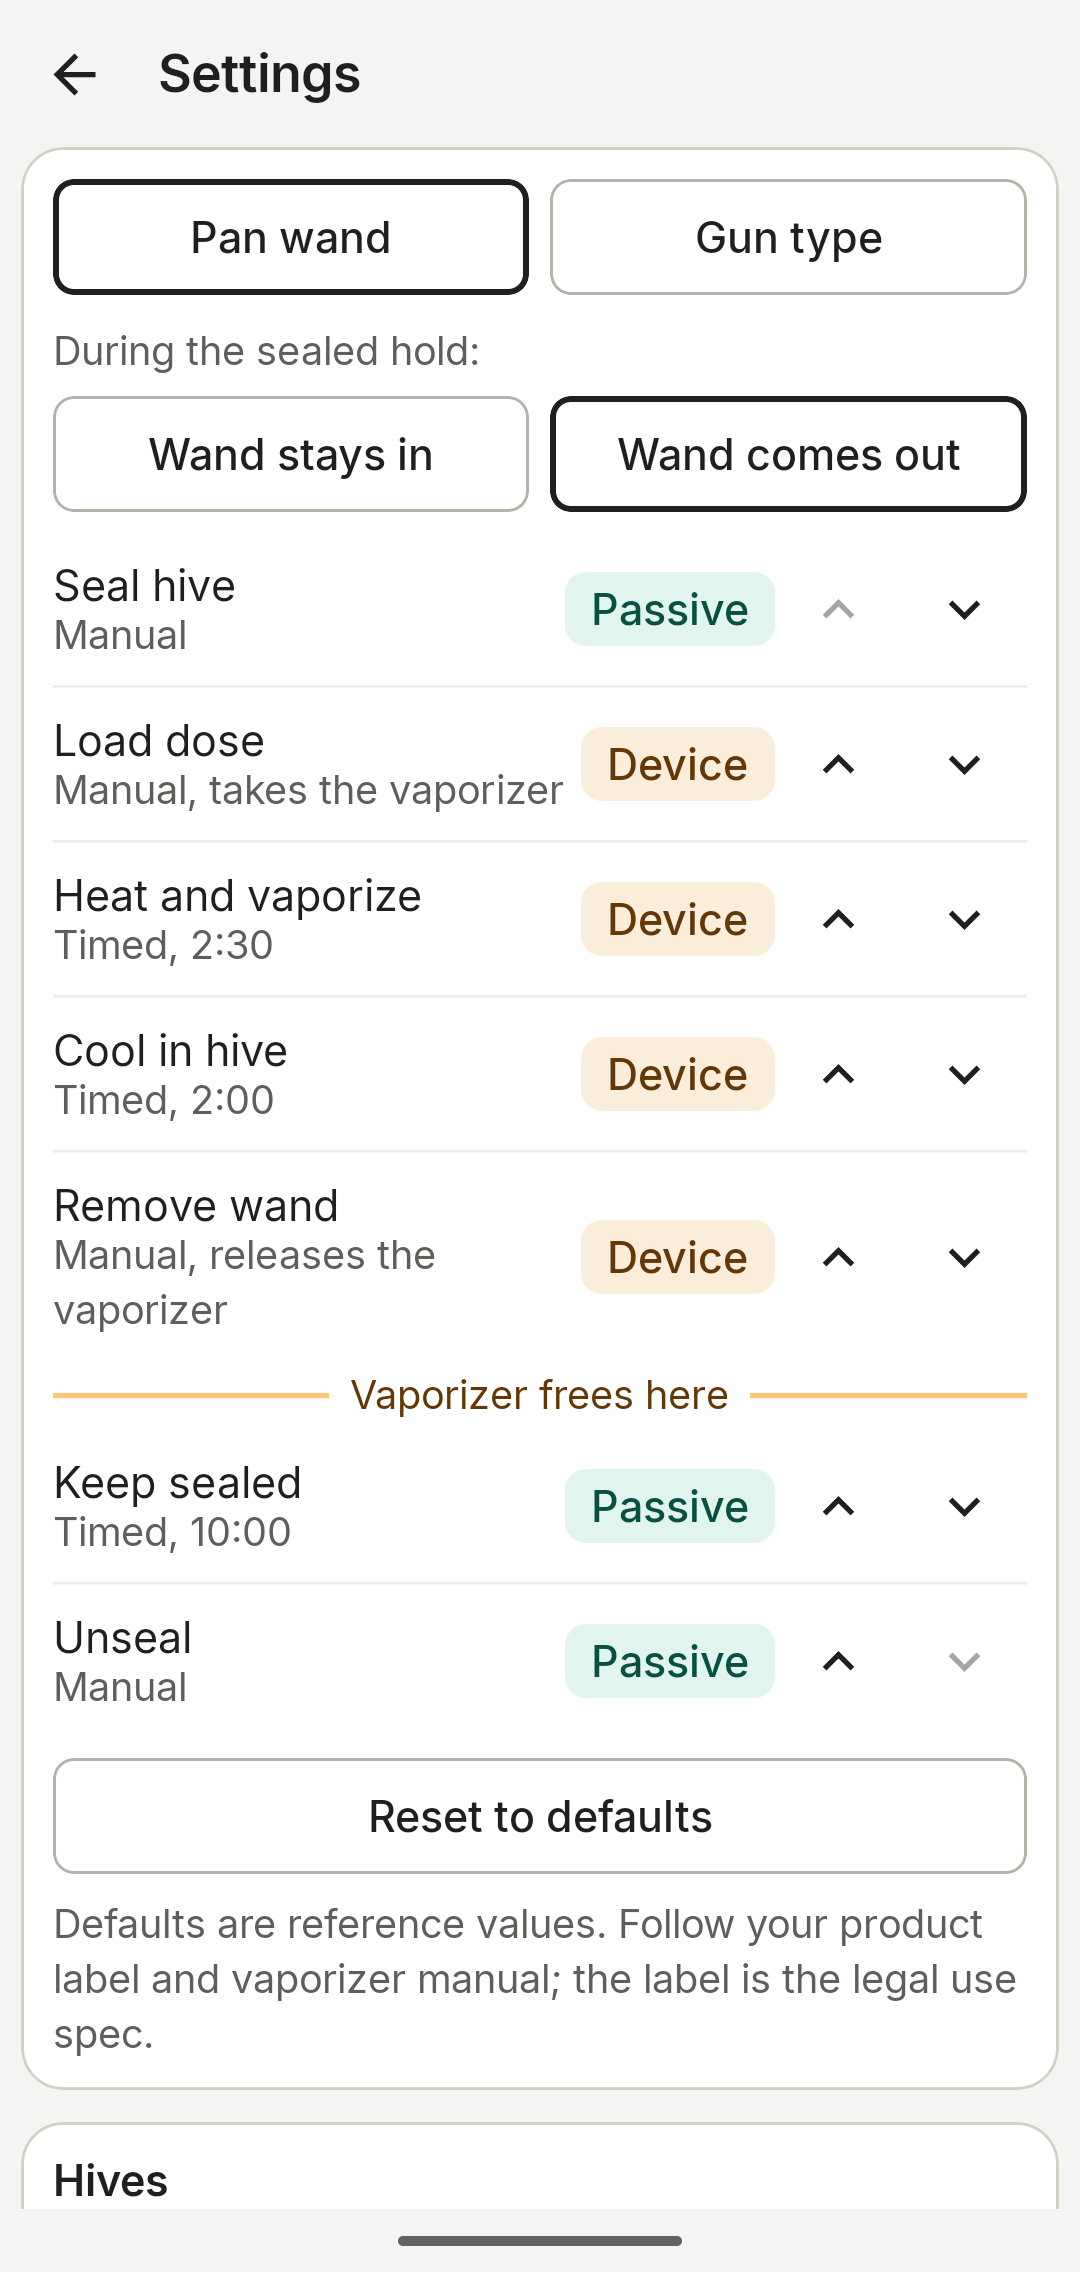 Settings
Pan wand
Gun type
During the sealed hold:
Wand stays in
Wand comes out
Seal hive
Manual
Passive
Load dose
Manual, takes the vaporizer
Device
Heat and vaporize
Timed, 2:30
Device
Cool in hive
Timed, 2:00
Device
Remove wand
Manual, releases the
vaporizer
Device
Vaporizer frees here
Keep sealed
Timed, 10:00
Passive
Unseal
Manual
Passive
Reset to defaults
Defaults are reference values. Follow your product
label and vaporizer manual; the label is the legal use
spec.
Hives